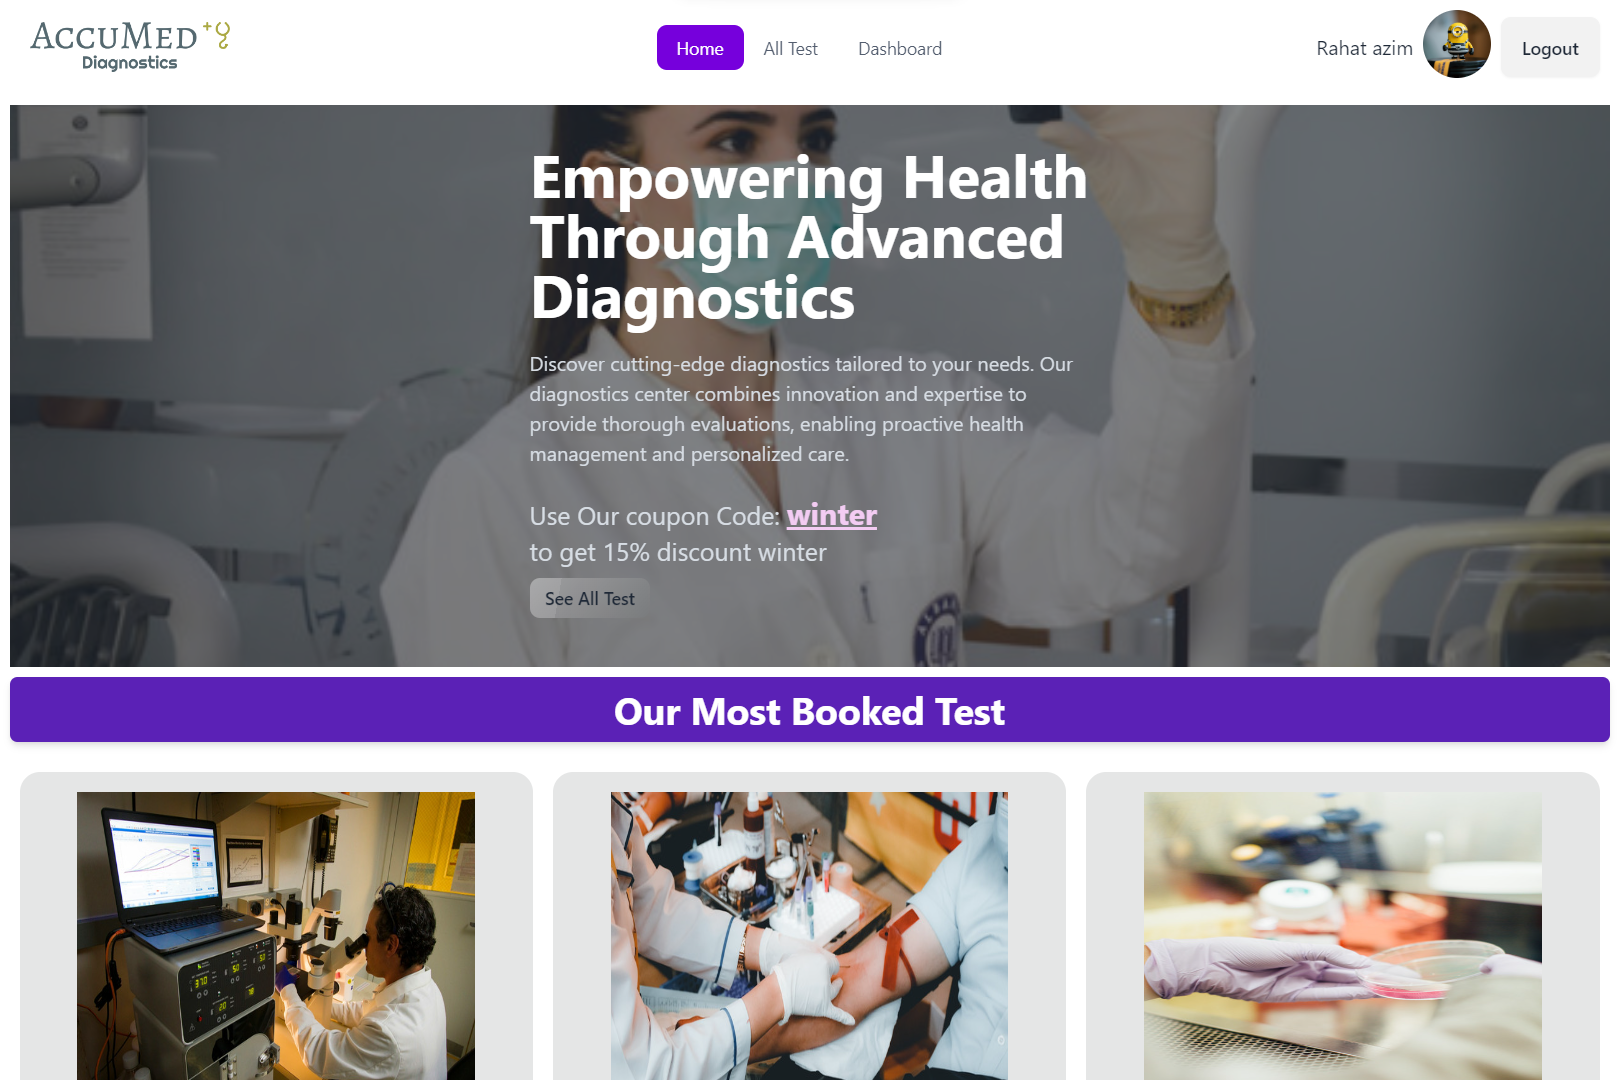 ACCUMED
Diagnostics
Home
All Test
Dashboard
Rahat azim
Logout
Empowering Health
Through Advanced
Diagnostics
Discover cutting-edge diagnostics tailored to your needs. Our
diagnostics center combines innovation and expertise to
provide thorough evaluations, enabling proactive health
management and personalized care.
Use Our coupon Code: winter
to get 15% discount winter
See All Test
Our Most Booked Test